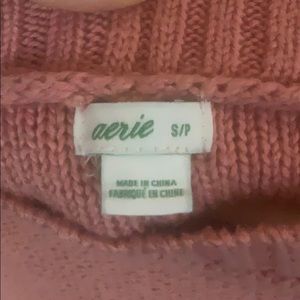 aerie S/P
MADE IN CHINA
FABRIQUÉ EN CHINE